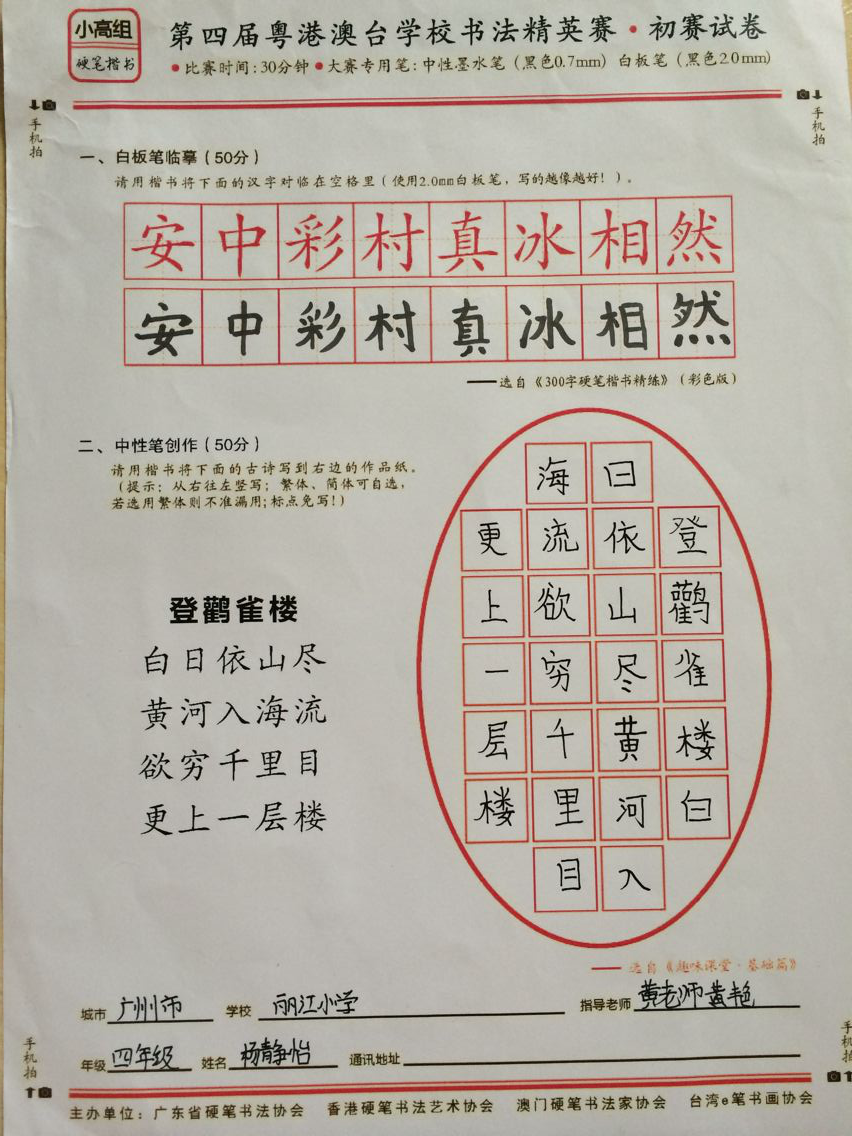 小高组
硬笔楷书
第四届粤港澳台学校书法精英赛·初赛试卷
●比赛时间:30分钟●大赛专用笔:中性墨水笔(黑色0.7mm) 白板笔(黑色2.0mm)
手机拍
手机拍
一、白板笔临摹(50分)
请用楷书将下面的汉字对临在空格里(使用2.0mm白板笔,写的越像越好!)。
安中彩村真冰相然
安中彩村真冰相然
——选自《300字硬笔楷书精练》(彩色版)
二、中性笔创作(50分)
请用楷书将下面的古诗写到右边的作品纸。
(提示:从右往左竖写;繁体、简体可自选,
若选用繁体则不准漏用;标点免写!)
登鹳雀楼
白日依山尽
黄河入海流
欲穷千里目
更上一层楼
登鹳雀楼白
日依山尽黄河入
海流欲穷千里目
更上一层楼
——选自《趣味课堂·基础篇》
城市 广州市 学校 丽江小学 指导老师 黄老师黄艳
年级 四年级 姓名 杨静怡 通讯地址
手机拍
手机拍
主办单位:广东省硬笔书法协会 香港硬笔书法艺术协会 澳门硬笔书法家协会 台湾e笔书画协会